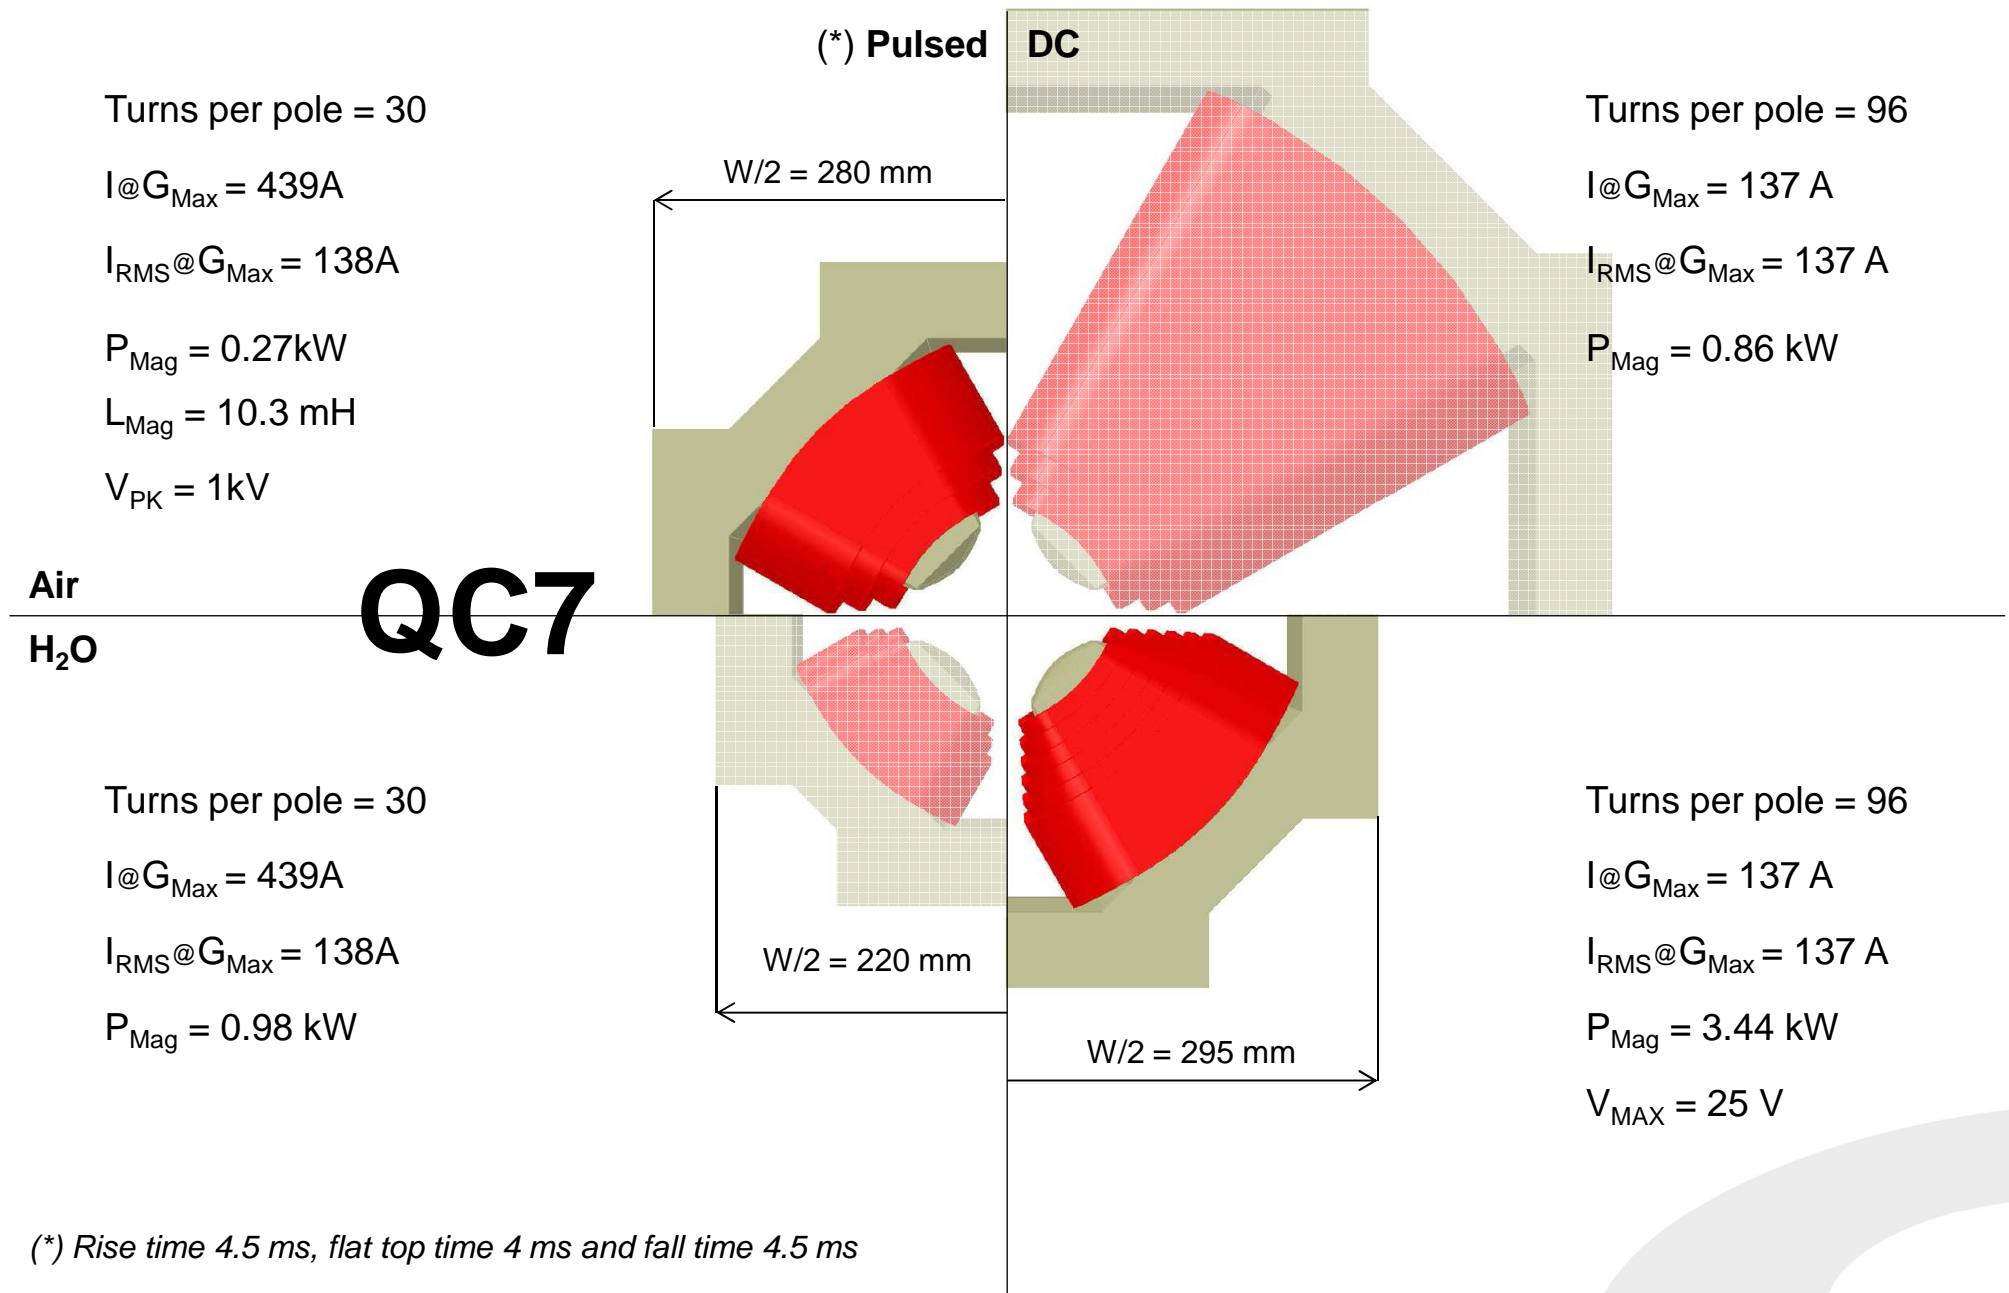 (*) Pulsed
DC
Turns per pole = 30
I@GMax = 439A
IRMS@GMax = 138A
PMag = 0.27kW
LMag = 10.3 mH
VPK = 1kV
W/2 = 280 mm
Turns per pole = 96
I@GMax = 137 A
IRMS@GMax = 137 A
PMag = 0.86 kW
Air
QC7
H2O
Turns per pole = 30
I@GMax = 439A
IRMS@GMax = 138A
PMag = 0.98 kW
W/2 = 220 mm
W/2 = 295 mm
Turns per pole = 96
I@GMax = 137 A
IRMS@GMax = 137 A
PMag = 3.44 kW
VMAX = 25 V
(*) Rise time 4.5 ms, flat top time 4 ms and fall time 4.5 ms